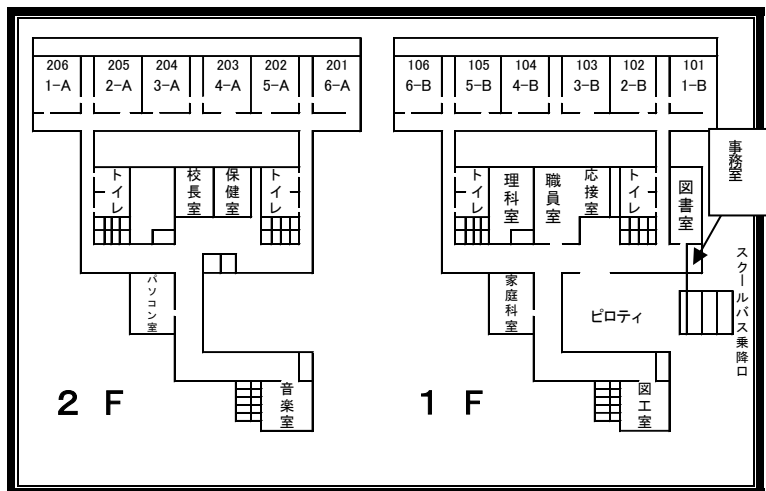 206
1-A
205
2-A
204
3-A
203
4-A
202
5-A
201
6-A
トイレ
校長室
保健室
トイレ
パソコン室
音楽室
２ F
106
6-B
105
5-B
104
4-B
103
3-B
102
2-B
101
1-B
事務室
トイレ
理科室
職員室
応接室
トイレ
図書室
家庭科室
ピロティ
スクールバス乗降口
図工室
１ F